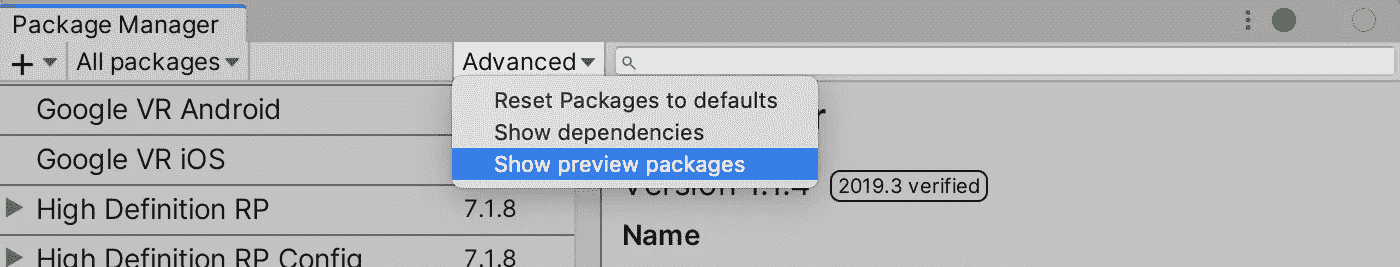 Package Manager
All packages
Advanced
Reset Packages to defaults
Show dependencies
Show preview packages
Google VR Android
Google VR iOS
High Definition RP 7.1.8
High Definition RP Config 7.1.8
Version 1.1.4 2019.3 verified
Name